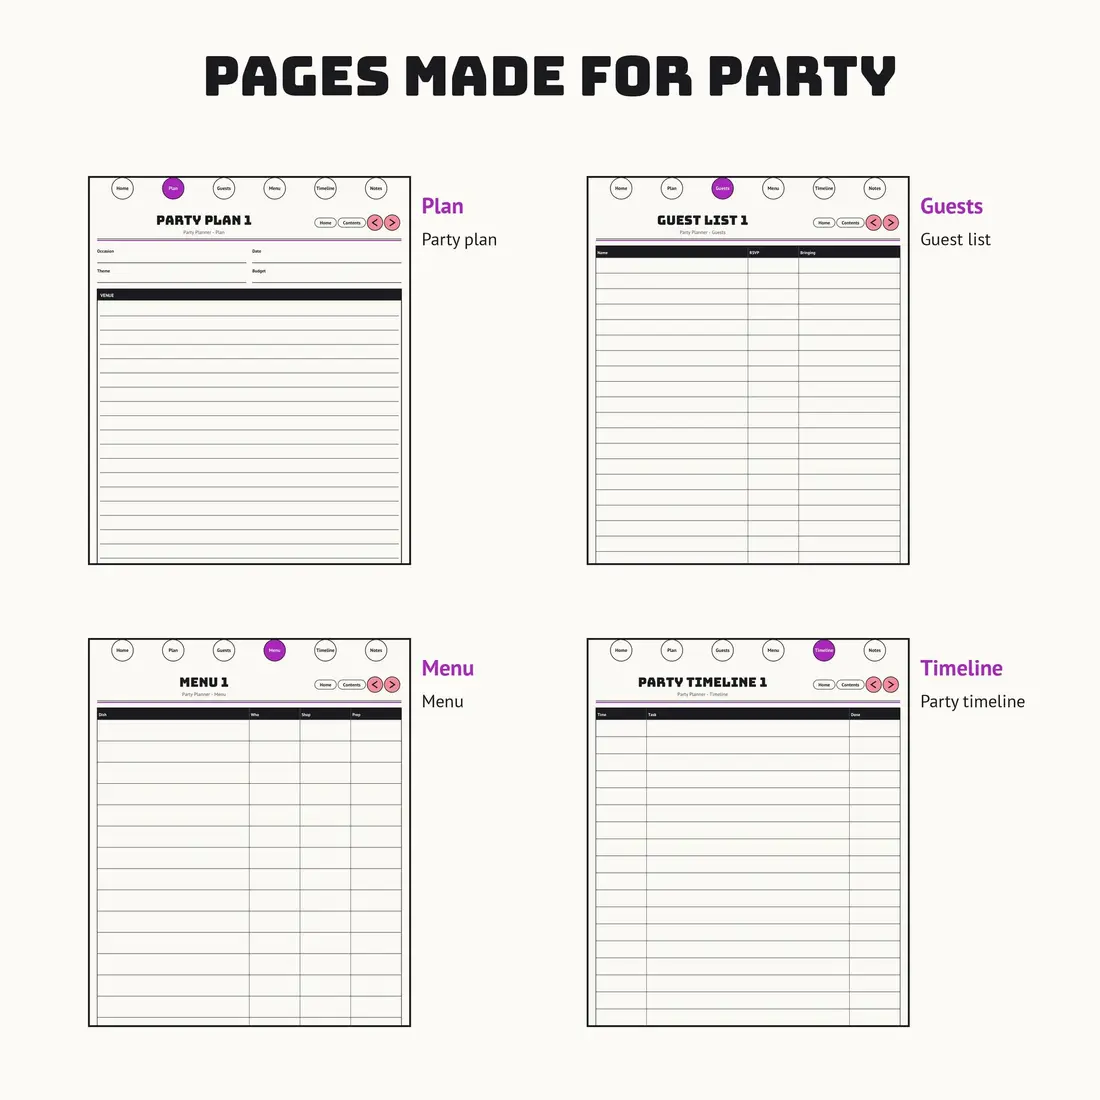 PAGES MADE FOR PARTY
Home Plan Guests Menu Timeline Notes
PARTY PLAN 1
Party Planner - Plan
Home Contents < >
Occasion Date
Theme Budget
VENUE
Plan
Party plan
Home Plan Guests Menu Timeline Notes
GUEST LIST 1
Party Planner - Guests
Home Contents < >
Name RSVP Bringing
Guests
Guest list
Home Plan Guests Menu Timeline Notes
MENU 1
Party Planner - Menu
Home Contents < >
Dish Who Shop Prep
Menu
Menu
Home Plan Guests Menu Timeline Notes
PARTY TIMELINE 1
Party Planner - Timeline
Home Contents < >
Time Task Done
Timeline
Party timeline